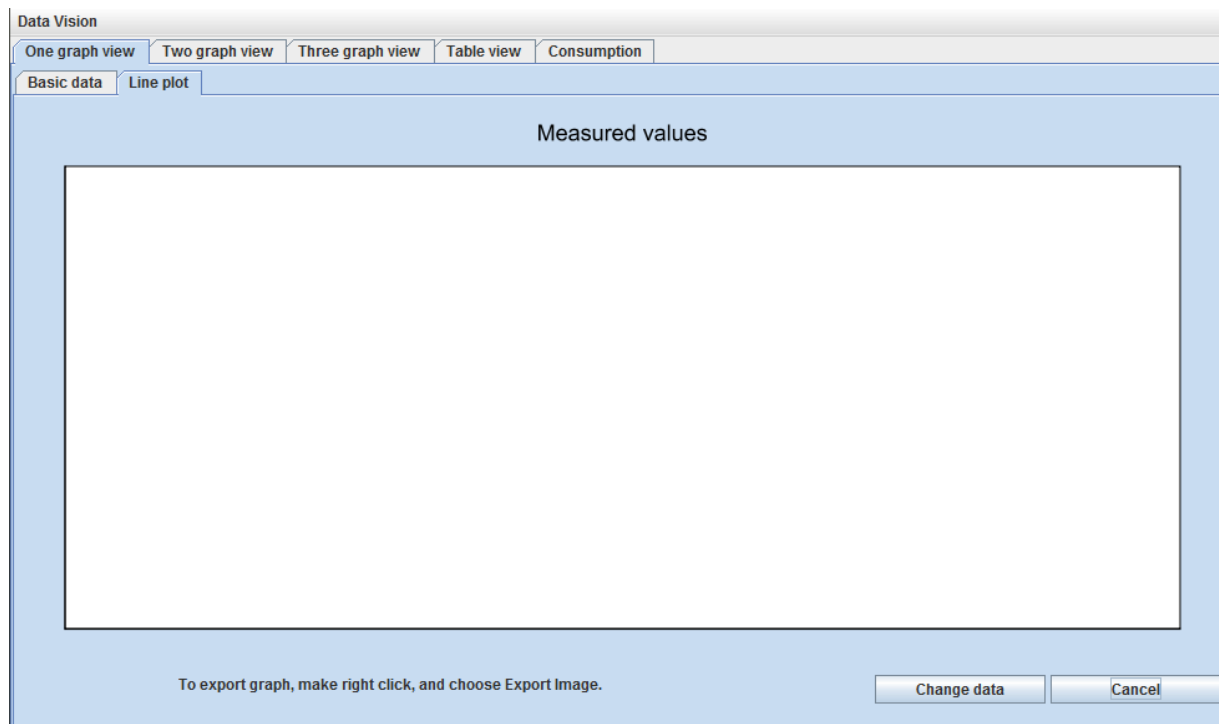 Data Vision
One graph view Two graph view Three graph view Table view Consumption
Basic data Line plot
Measured values
To export graph, make right click, and choose Export Image.
Change data Cancel